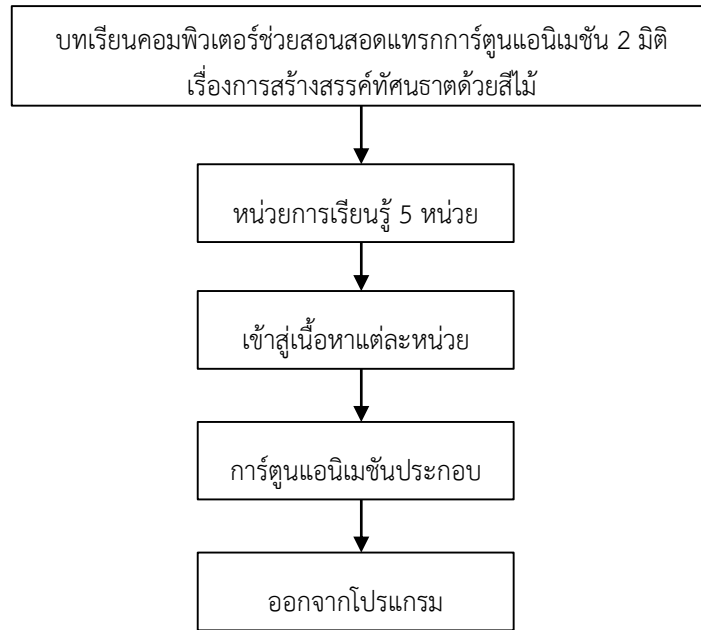 บทเรียนคอมพิวเตอร์ช่วยสอนสอดแทรกการ์ตูนแอนิเมชัน 2 มิติ
เรื่องการสร้างสรรค์ทัศนธาตด้วยสีไม้
หน่วยการเรียนรู้ 5 หน่วย
เข้าสู่เนื้อหาแต่ละหน่วย
การ์ตูนแอนิเมชันประกอบ
ออกจากโปรแกรม